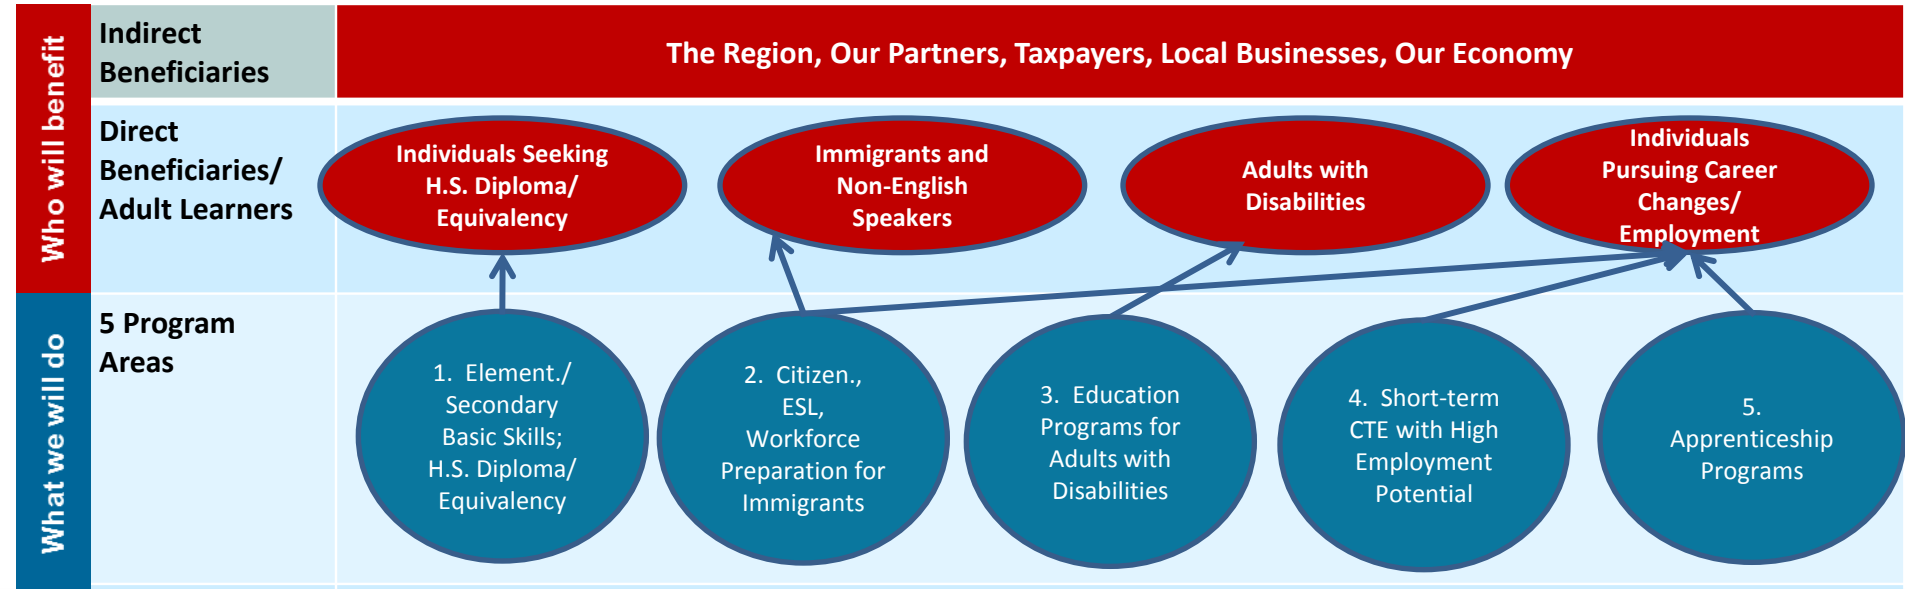 Who will benefit
Indirect
Beneficiaries
The Region, Our Partners, Taxpayers, Local Businesses, Our Economy
Direct
Beneficiaries/
Adult Learners
Individuals Seeking
H.S. Diploma/
Equivalency
Immigrants and
Non-English
Speakers
Adults with
Disabilities
Individuals
Pursuing Career
Changes/
Employment
What we will do
5 Program
Areas
1. Element./
Secondary
Basic Skills;
H.S. Diploma/
Equivalency
2. Citizen.,
ESL,
Workforce
Preparation for
Immigrants
3. Education
Programs for
Adults with
Disabilities
4. Short-term
CTE with High
Employment
Potential
5.
Apprenticeship
Programs